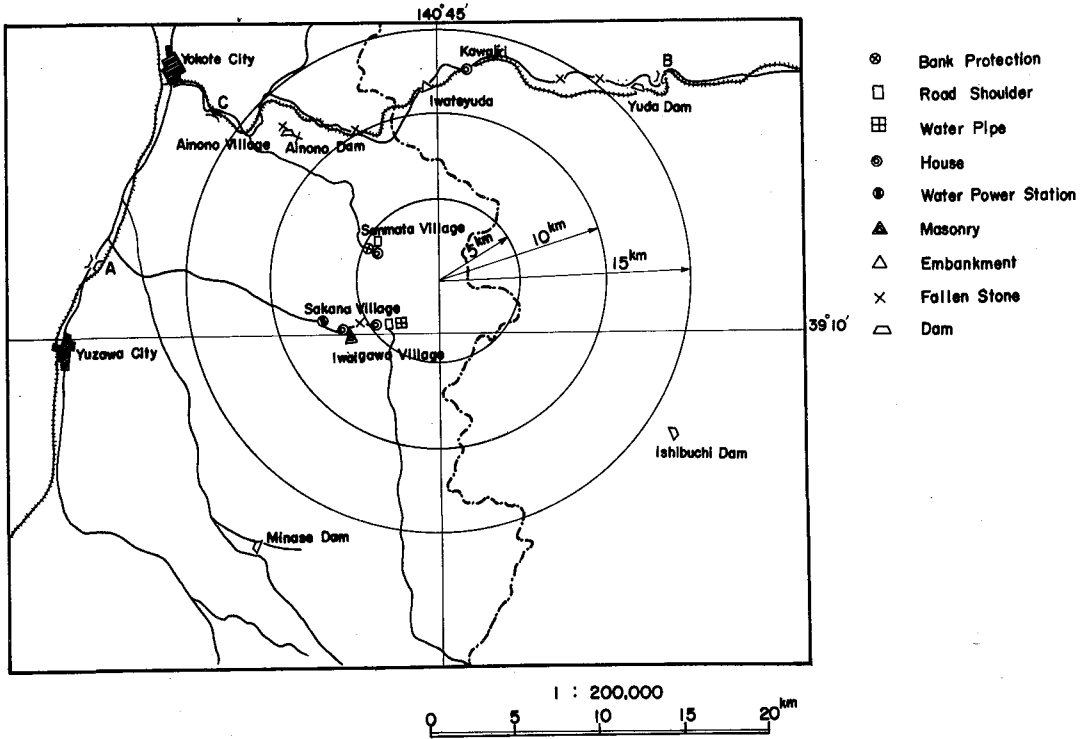 140°45'
Yokote City
Kawajiri
B
C
Iwateyuda
Yuda Dam
Ainono Village
Ainono Dam
Sanmata Village
5km
10km
15km
A
Sakana Village
39°10'
Iwaigawa Village
Yuzawa City
Ishibuchi Dam
Minase Dam
Bank Protection
Road Shoulder
Water Pipe
House
Water Power Station
Masonry
Embankment
Fallen Stone
Dam
1 : 200,000
0 5 10 15 20km